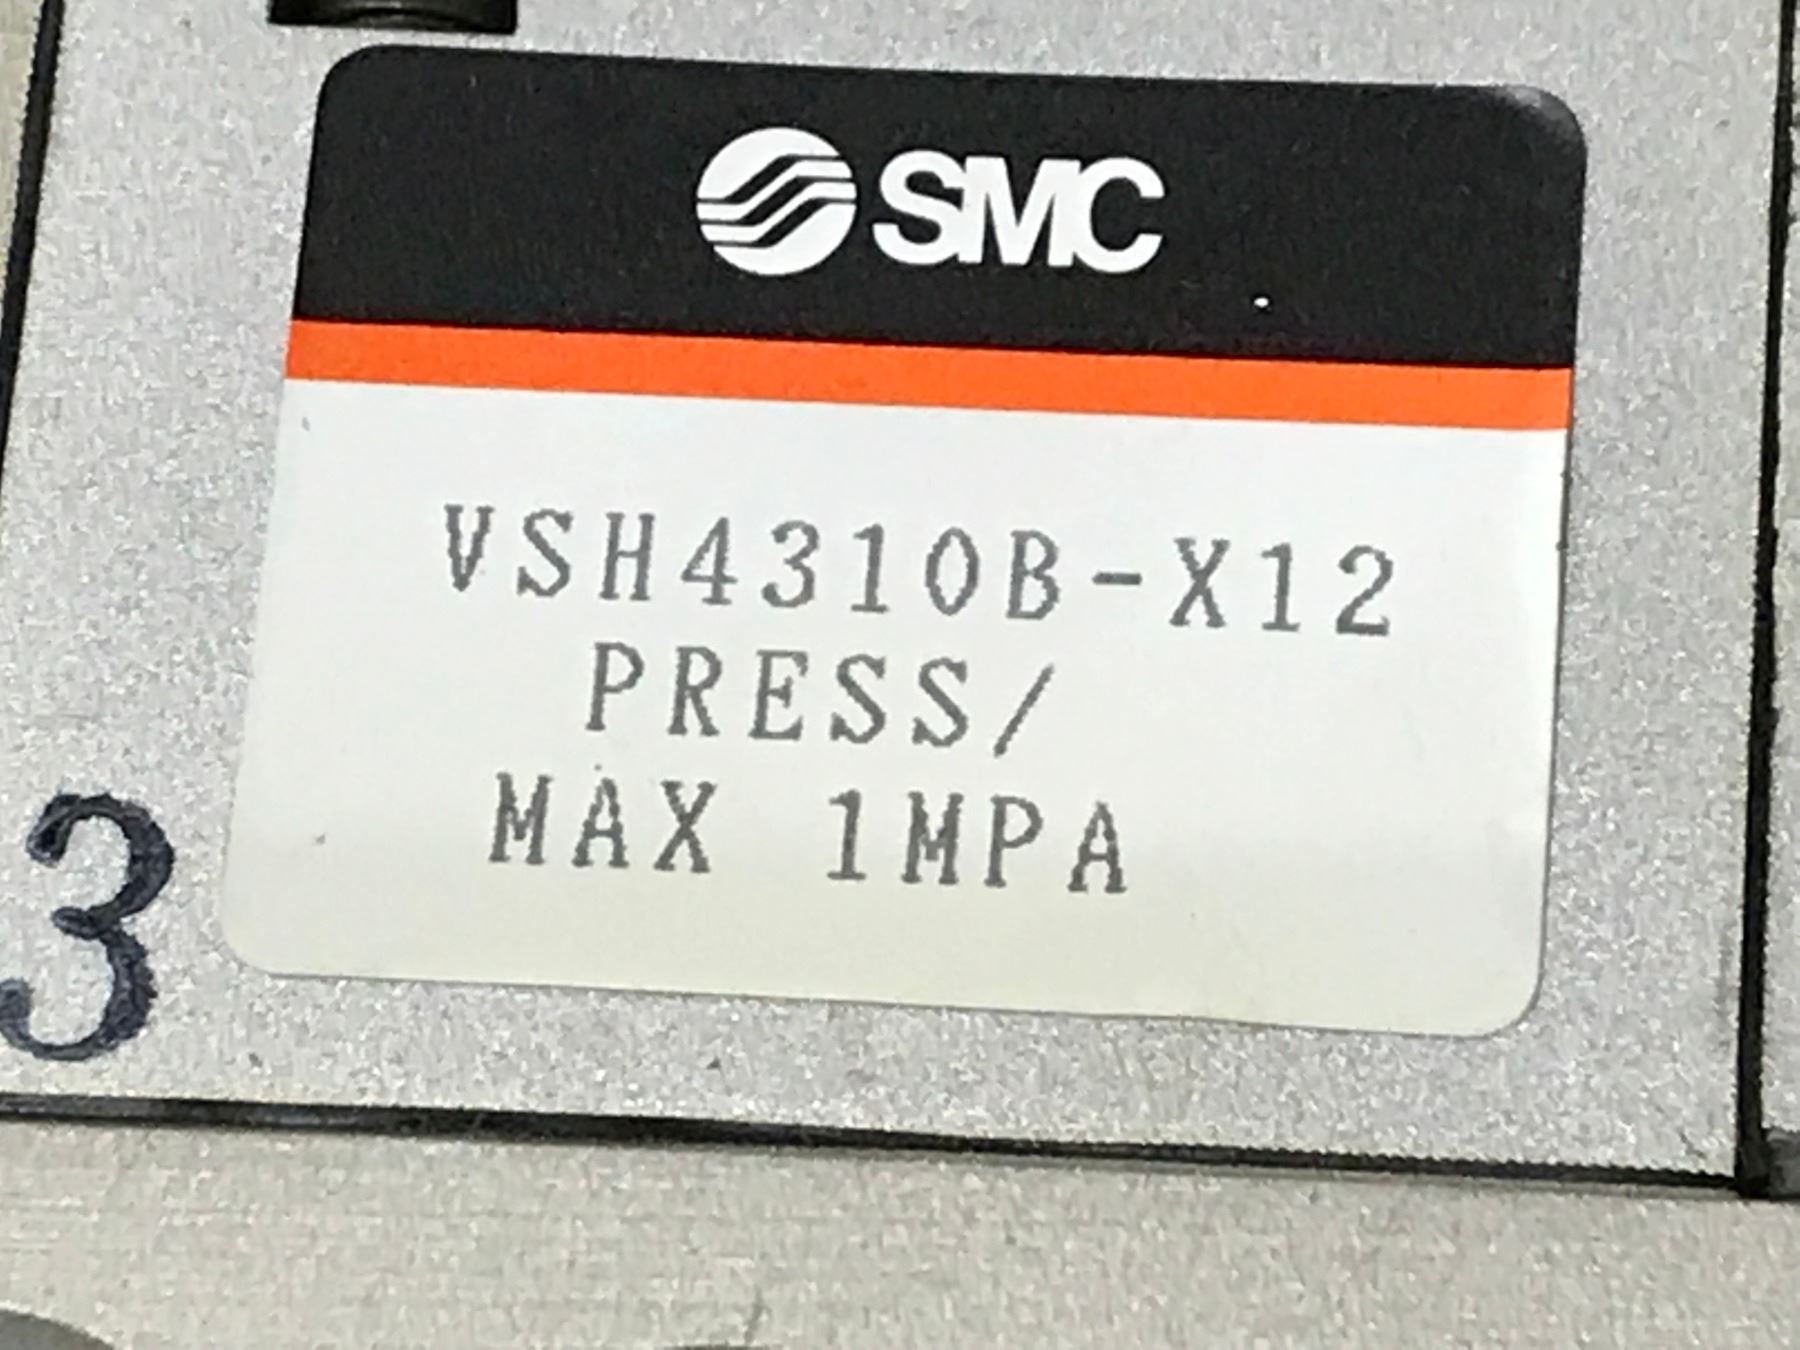 SMC
VSH4310B-X12
PRESS/
MAX 1MPA
3